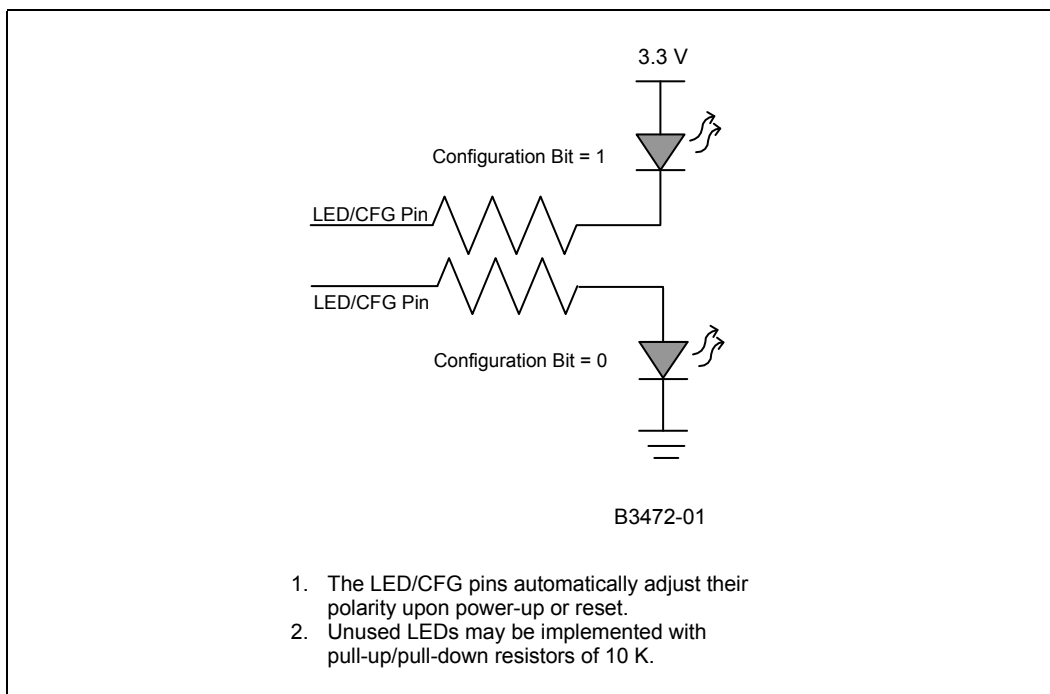 3.3 V
Configuration Bit = 1
LED/CFG Pin
LED/CFG Pin
Configuration Bit = 0
B3472-01
1. The LED/CFG pins automatically adjust their
polarity upon power-up or reset.
2. Unused LEDs may be implemented with
pull-up/pull-down resistors of 10 K.